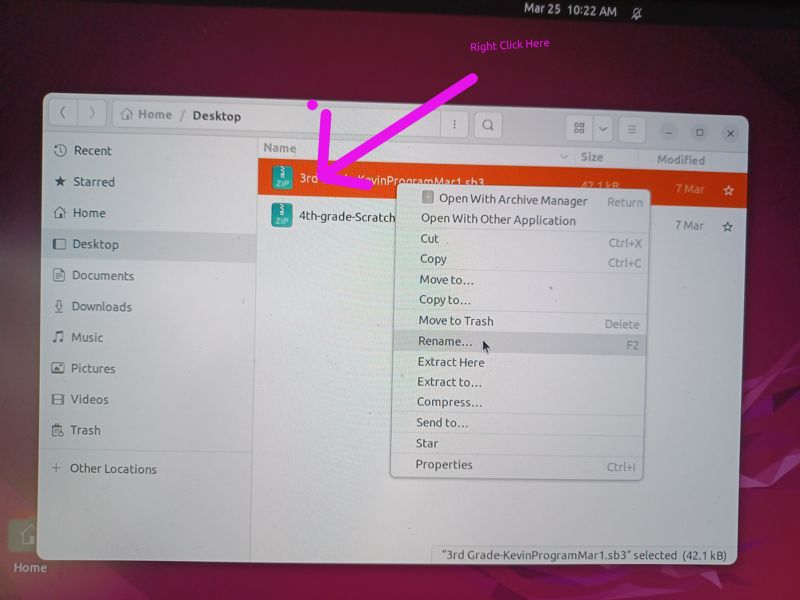 Mar 25 10:22 AM
Right Click Here
Home / Desktop
Name Size Modified
Recent
Starred
Home
Desktop
Documents
Downloads
Music
Pictures
Videos
Trash
+ Other Locations
ZIP 3rd Grade-KevinProgramMar1.sb3 42.1 kB 7 Mar
ZIP 4th-grade-Scratch 7 Mar
Open With Archive Manager Return
Open With Other Application
Cut Ctrl+X
Copy Ctrl+C
Move to...
Copy to...
Move to Trash Delete
Rename... F2
Extract Here
Extract to...
Compress...
Send to...
Star
Properties Ctrl+I
"3rd Grade-KevinProgramMar1.sb3" selected (42.1 kB)
Home